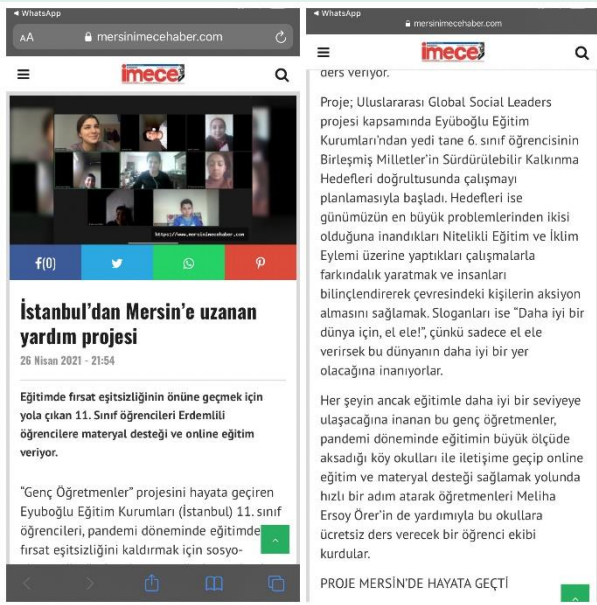 ◂ WhatsApp
AA
mersinimecehaber.com
imece
https://www.mersinimecehaber.com
f(0)
İstanbul'dan Mersin'e uzanan
yardım projesi
26 Nisan 2021 - 21:54
Eğitimde fırsat eşitsizliğinin önüne geçmek için
yola çıkan 11. Sınıf öğrencileri Erdemlili
öğrencilere materyal desteği ve online eğitim
veriyor.
“Genç Öğretmenler” projesini hayata geçiren
Eyuboğlu Eğitim Kurumları (İstanbul) 11. sınıf
öğrencileri, pandemi döneminde eğitimde
fırsat eşitsizliğini kaldırmak için sosyo-
◂ WhatsApp
mersinimecehaber.com
imece
ders veriyor.
Proje; Uluslararası Global Social Leaders
projesi kapsamında Eyüboğlu Eğitim
Kurumları'ndan yedi tane 6. sınıf öğrencisinin
Birleşmiş Milletler'in Sürdürülebilir Kalkınma
Hedefleri doğrultusunda çalışmayı
planlamasıyla başladı. Hedefleri ise
günümüzün en büyük problemlerinden ikisi
olduğuna inandıkları Nitelikli Eğitim ve İklim
Eylemi üzerine yaptıkları çalışmalarla
farkındalık yaratmak ve insanları
bilinçlendirerek çevresindeki kişilerin aksiyon
almasını sağlamak. Sloganları ise “Daha iyi bir
dünya için, el ele!”, çünkü sadece el ele
verirsek bu dünyanın daha iyi bir yer
olacağına inanıyorlar.
Her şeyin ancak eğitimle daha iyi bir seviyeye
ulaşacağına inanan bu genç öğretmenler,
pandemi döneminde eğitimin büyük ölçüde
aksadığı köy okulları ile iletişime geçip online
eğitim ve materyal desteği sağlamak yolunda
hızlı bir adım atarak öğretmenleri Meliha
Ersoy Örer'in de yardımıyla bu okullara
ücretsiz ders verecek bir öğrenci ekibi
kurdular.
PROJE MERSİN'DE HAYATA GEÇTİ